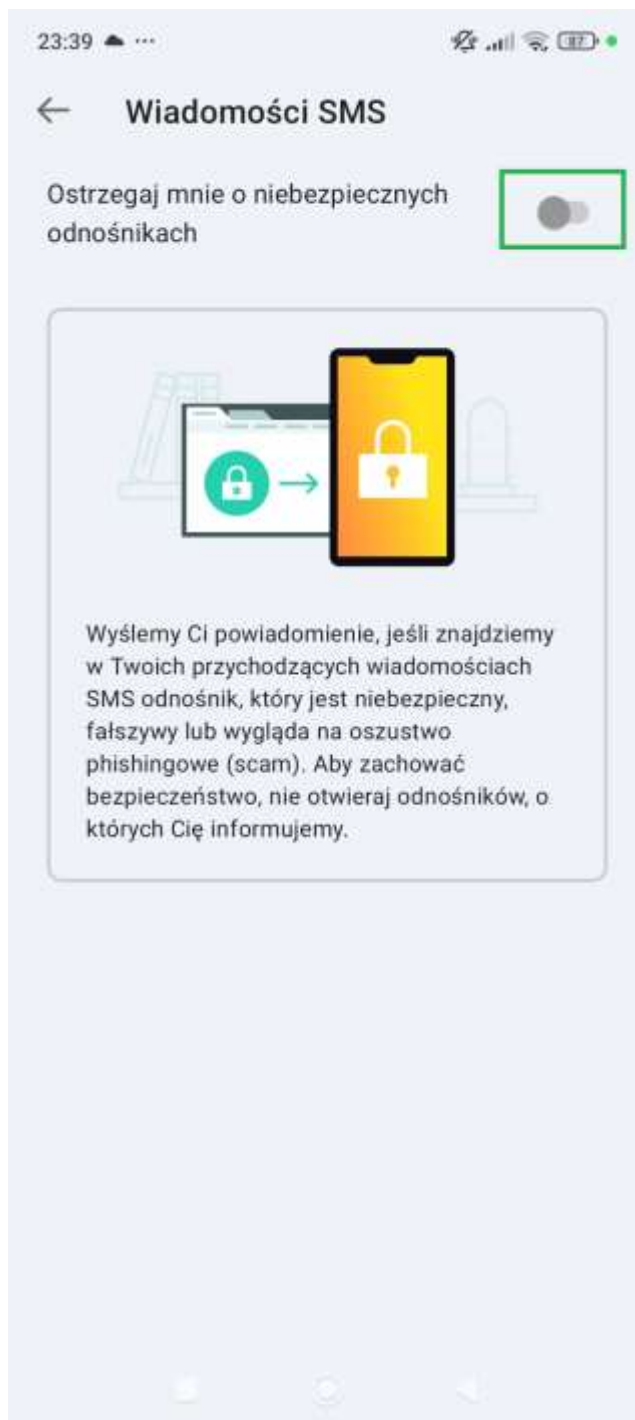 23:39
87
Wiadomości SMS
Ostrzegaj mnie o niebezpiecznych
odnośnikach
Wyślemy Ci powiadomienie, jeśli znajdziemy
w Twoich przychodzących wiadomościach
SMS odnośnik, który jest niebezpieczny,
fałszywy lub wygląda na oszustwo
phishingowe (scam). Aby zachować
bezpieczeństwo, nie otwieraj odnośników, o
których Cię informujemy.